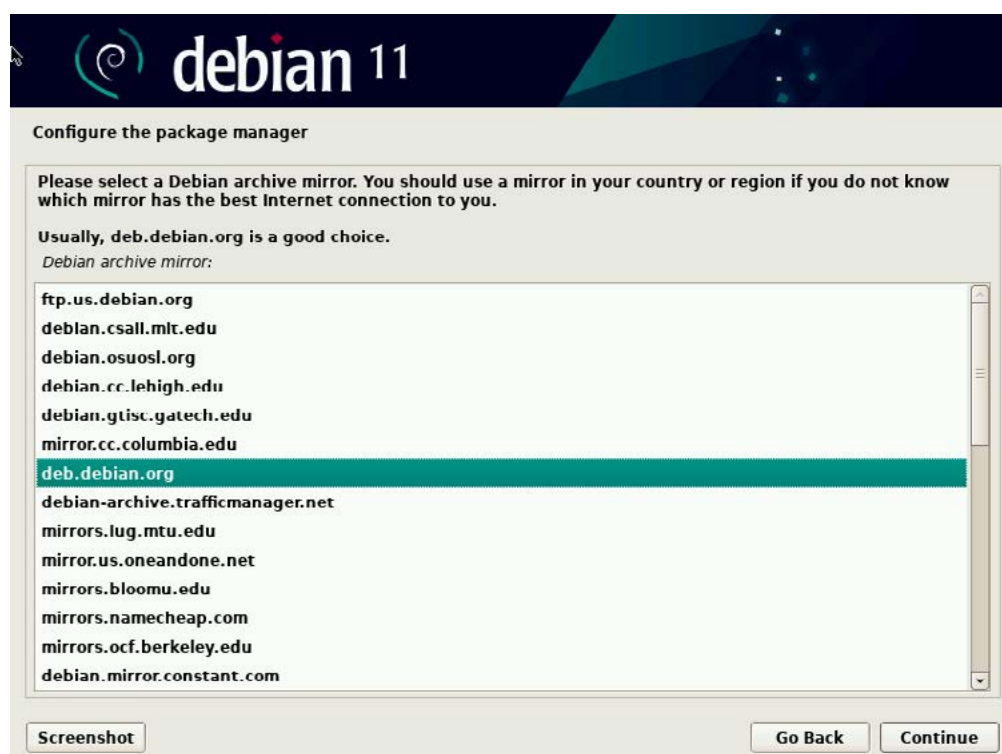 debian 11
Configure the package manager
Please select a Debian archive mirror. You should use a mirror in your country or region if you do not know
which mirror has the best Internet connection to you.
Usually, deb.debian.org is a good choice.
Debian archive mirror:
ftp.us.debian.org
debian.csail.mit.edu
debian.osuosl.org
debian.cc.lehigh.edu
debian.gtisc.gatech.edu
mirror.cc.columbia.edu
deb.debian.org
debian-archive.trafficmanager.net
mirrors.lug.mtu.edu
mirror.us.oneandone.net
mirrors.bloomu.edu
mirrors.namecheap.com
mirrors.ocf.berkeley.edu
debian.mirror.constant.com
Screenshot
Go Back
Continue